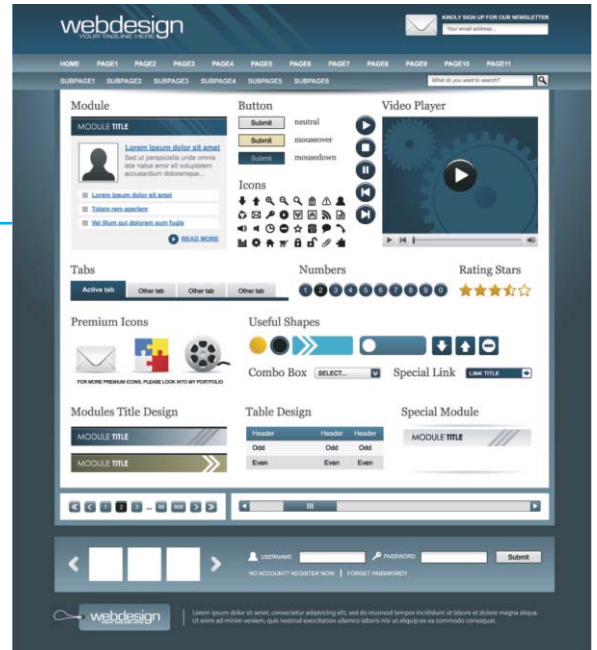 webdesign
YOUR TAGLINE HERE
KINDLY SIGN UP FOR OUR NEWSLETTER
Your email address...
HOME PAGE1 PAGE2 PAGE3 PAGE4 PAGE5 PAGE6 PAGE7 PAGE8 PAGE9 PAGE10 PAGE11
SUBPAGE1 SUBPAGE2 SUBPAGE3 SUBPAGE4 SUBPAGE5 SUBPAGE6
What do you want to search?
Module
MODULE TITLE
Lorem ipsum dolor sit amet
Sed ut perspiciatis unde omnis
iste natus error sit voluptatem
accusantium doloremque...
Lorem ipsum dolor sit amet
Totam rem aperiam
Vel illum qui dolorem eum fugie
READ MORE
Button
Submit neutral
Submit mouseover
Submit mousedown
Icons
Video Player
Tabs
Active tab Other tab Other tab Other tab
Numbers
1 2 3 4 5 6 7 8 9 0
Rating Stars
Premium Icons
FOR MORE PREMIUM ICONS, PLEASE LOOK INTO MY PORTFOLIO
Useful Shapes
Combo Box SELECT...
Special Link LINK TITLE
Modules Title Design
MODULE TITLE
MODULE TITLE
Table Design
Header Header Header
Odd Odd Odd
Even Even Even
Special Module
MODULE TITLE
1 2 3 ...
USERNAME PASSWORD Submit
NO ACCOUNT? REGISTER NOW | FORGET PASSWORD?
webdesign
Lorem ipsum dolor sit amet, consectetur adipisicing elit, sed do eiusmod tempor incididunt ut labore et dolore magna aliqua.
Ut enim ad minim veniam, quis nostrud exercitation ullamco laboris nisi ut aliquip ex ea commodo consequat.